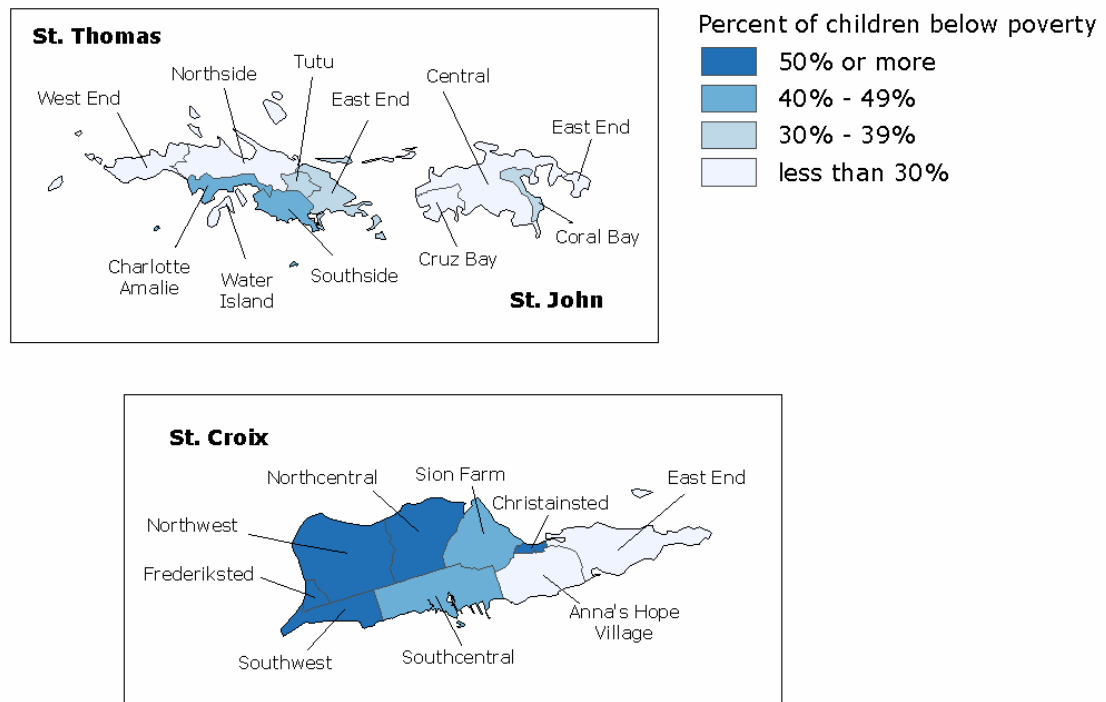 St. Thomas
Northside
Tutu
Central
West End
East End
East End
Charlotte
Amalie
Water
Island
Southside
Cruz Bay
Coral Bay
St. John
Percent of children below poverty
50% or more
40% - 49%
30% - 39%
less than 30%
St. Croix
Northcentral
Sion Farm
East End
Christainsted
Northwest
Frederiksted
Anna's Hope
Village
Southwest
Southcentral